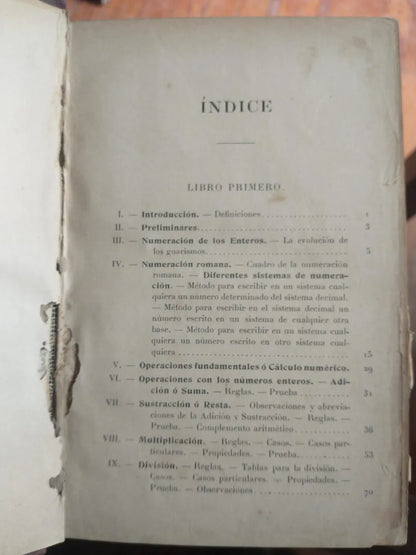 ÍNDICE
LIBRO PRIMERO.
I. — Introducción. — Definiciones. . . . . . . . . . . . . . . . . . . 1
II. — Preliminares. . . . . . . . . . . . . . . . . . . . . . . . . . . . . . 3
III. — Numeración de los Enteros. — La evolución de
los guarismos. . . . . . . . . . . . . . . . . . . . . . . . . . . . . 5
IV. — Numeración romana. — Cuadro de la numeración
romana. — Diferentes sistemas de numera-
ción. — Método para escribir en un sistema cual-
quiera un número determinado del sistema decimal.
— Método para escribir en el sistema decimal un
número escrito en un sistema de cualquier otra
base. — Método para escribir en un sistema
cualquiera un número escrito en otro sistema cual-
quiera . . . . . . . . . . . . . . . . . . . . . . . . . . . . . . . . . 15
V. — Operaciones fundamentales ó Cálculo numérico. 29
VI. — Operaciones con los números enteros. — Adi-
ción ó Suma. — Reglas. — Prueba . . . . . . . . . . . 31
VII. — Sustracción ó Resta. — Observaciones y abrevia-
ciones de la Adición y Sustracción. — Reglas. —
Prueba. — Complemento aritmético . . . . . . . . . . 36
VIII. — Multiplicación. — Reglas. — Casos. — Casos par-
ticulares. — Propiedades. — Prueba. . . . . . . . . . 53
IX. — División. — Reglas. — Tablas para la división. —
Casos. — Casos particulares. — Propiedades. —
Prueba. — Observaciones . . . . . . . . . . . . . . . . . . 70